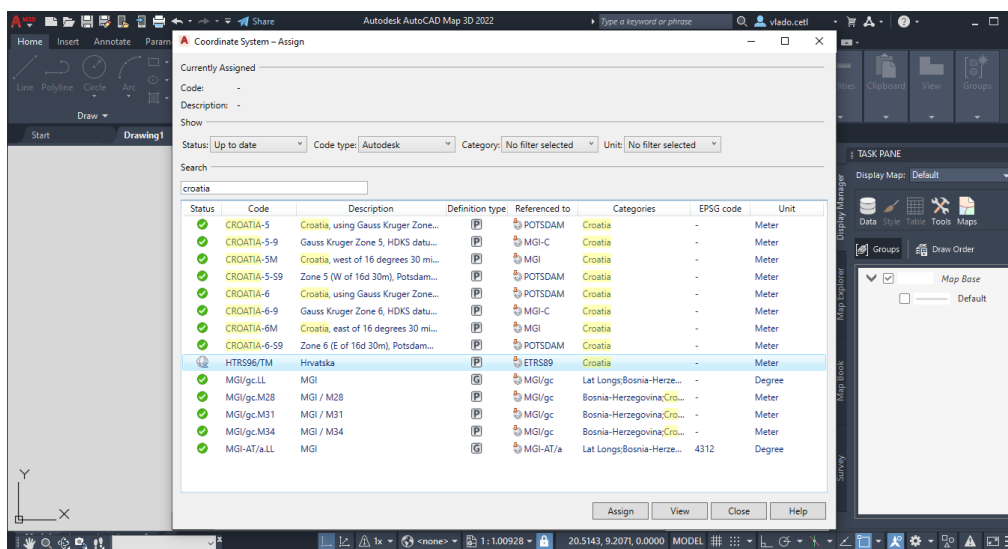 Share
Autodesk AutoCAD Map 3D 2022
Type a keyword or phrase
vlado.cetl
Home Insert Annotate Param
Line Polyline Circle Arc
Draw
Clipboard View Groups
Start Drawing1
Coordinate System – Assign
Currently Assigned
Code: -
Description: -
Show
Status: Up to date Code type: Autodesk Category: No filter selected Unit: No filter selected
Search
croatia
Status Code Description Definition type Referenced to Categories EPSG code Unit
CROATIA-5 Croatia, using Gauss Kruger Zone... P POTSDAM Croatia - Meter
CROATIA-5-9 Gauss Kruger Zone 5, HDKS datu... P MGI-C Croatia - Meter
CROATIA-5M Croatia, west of 16 degrees 30 mi... P MGI Croatia - Meter
CROATIA-5-S9 Zone 5 (W of 16d 30m), Potsdam... P POTSDAM Croatia - Meter
CROATIA-6 Croatia, using Gauss Kruger Zone... P POTSDAM Croatia - Meter
CROATIA-6-9 Gauss Kruger Zone 6, HDKS datu... P MGI-C Croatia - Meter
CROATIA-6M Croatia, east of 16 degrees 30 mi... P MGI Croatia - Meter
CROATIA-6-S9 Zone 6 (E of 16d 30m), Potsdam... P POTSDAM Croatia - Meter
HTRS96/TM Hrvatska P ETRS89 Croatia - Meter
MGI/gc.LL MGI G MGI/gc Lat Longs;Bosnia-Herze... - Degree
MGI/gc.M28 MGI / M28 P MGI/gc Bosnia-Herzegovina;Cro... - Meter
MGI/gc.M31 MGI / M31 P MGI/gc Bosnia-Herzegovina;Cro... - Meter
MGI/gc.M34 MGI / M34 P MGI/gc Bosnia-Herzegovina;Cro... - Meter
MGI-AT/a.LL MGI G MGI-AT/a Lat Longs;Bosnia-Herze... 4312 Degree
Assign View Close Help
TASK PANE
Display Map: Default
Data Style Table Tools Maps
Groups Draw Order
Map Base
Default
Display Manager
Map Explorer
Map Book
Survey
Y
X
1x <none> 1:1.00928 20.5143, 9.2071, 0.0000 MODEL